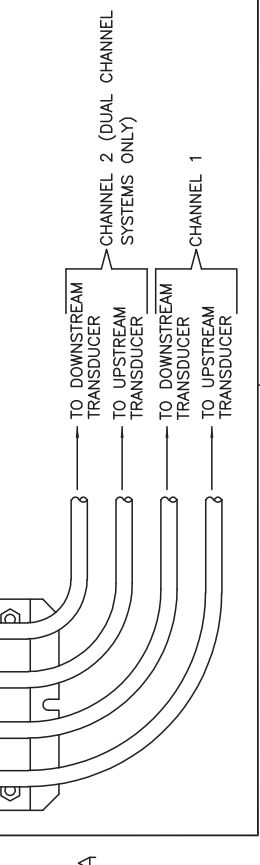 A
TO DOWNSTREAM
TRANSDUCER
TO UPSTREAM
TRANSDUCER
CHANNEL 2 (DUAL CHANNEL
SYSTEMS ONLY)
TO DOWNSTREAM
TRANSDUCER
TO UPSTREAM
TRANSDUCER
CHANNEL 1